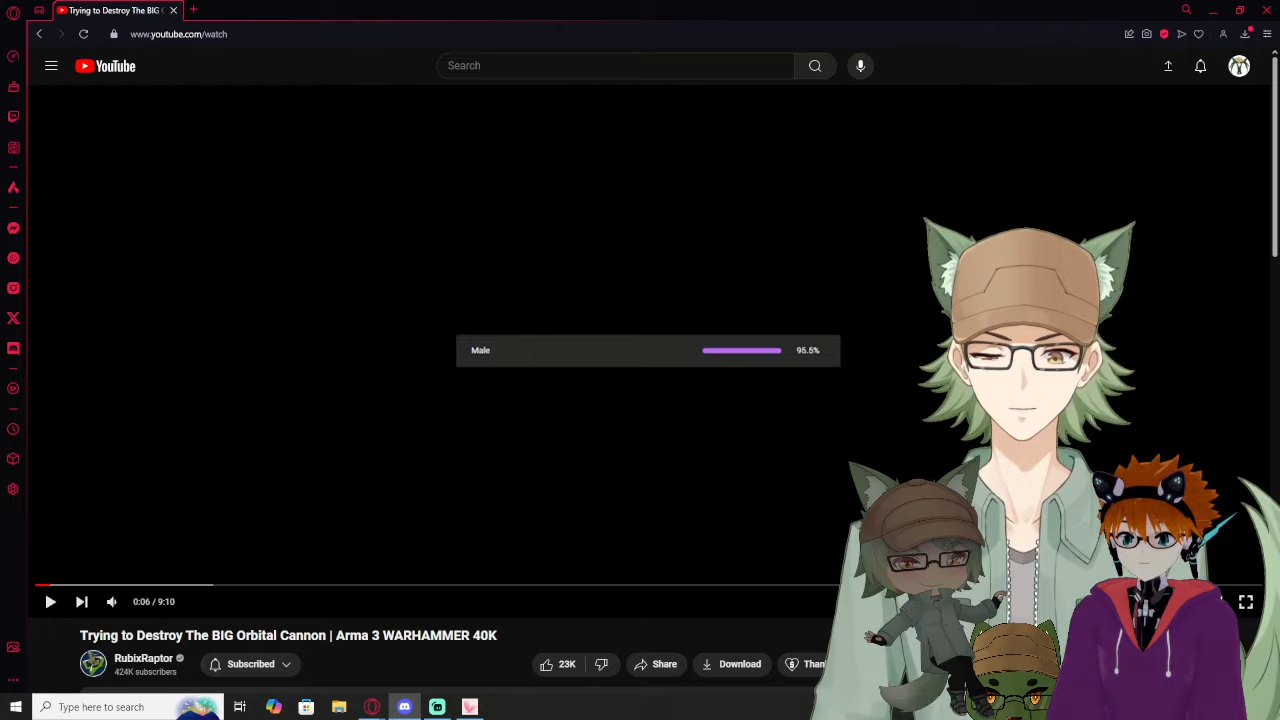 Trying to Destroy The BIG
www.youtube.com/watch
YouTube
Search
Male 95.5%
0:06 / 9:10
Trying to Destroy The BIG Orbital Cannon | Arma 3 WARHAMMER 40K
RubixRaptor
424K subscribers
Subscribed
23K
Share
Download
Than
Type here to search